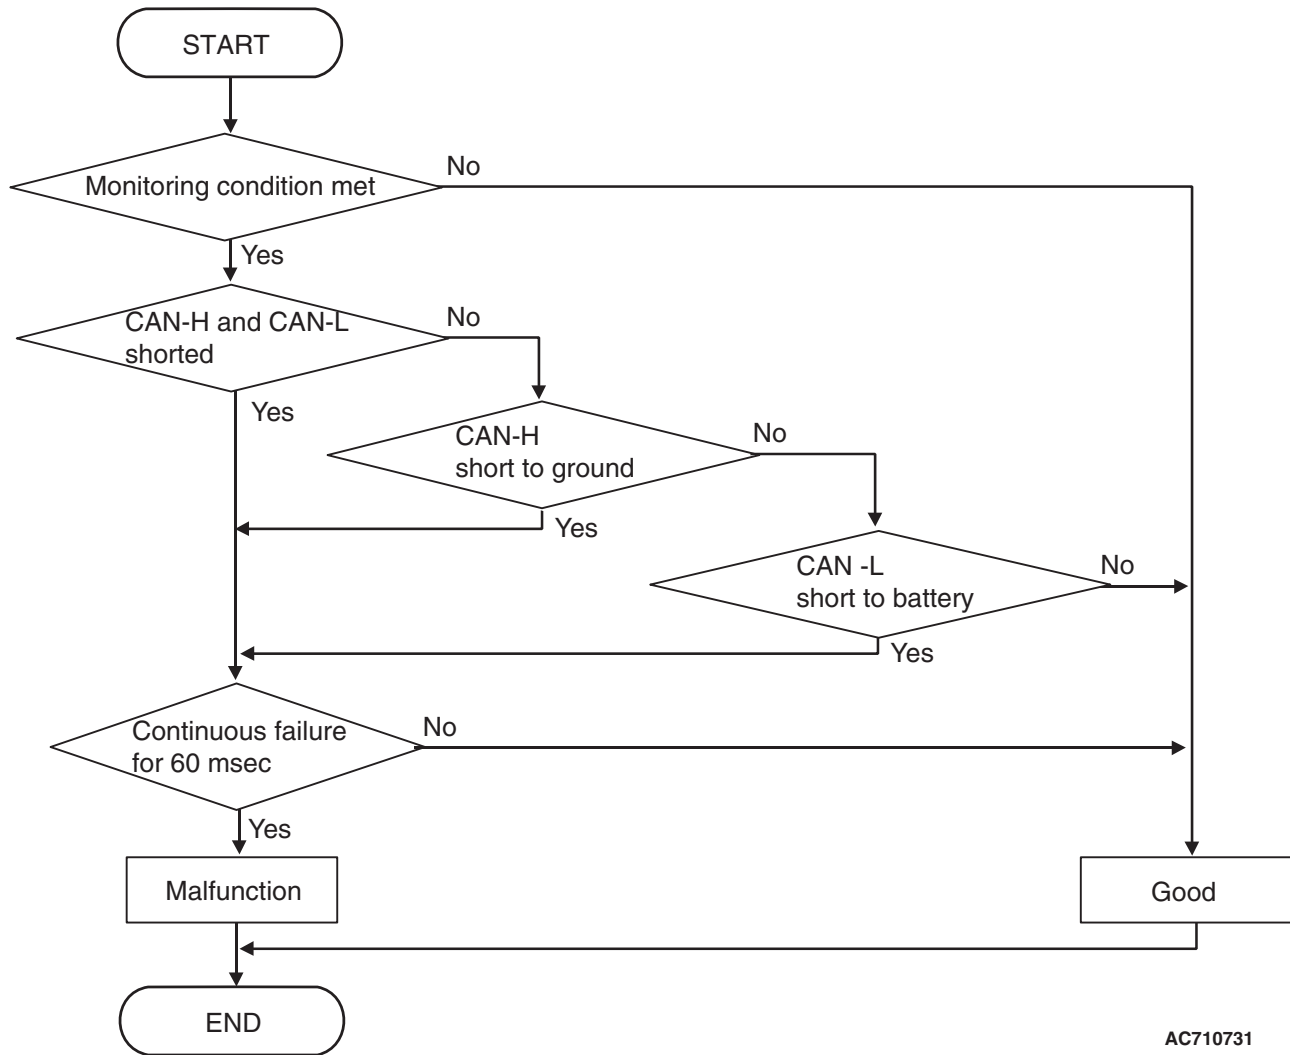 START
No
Monitoring condition met
Yes
CAN-H and CAN-L
shorted
No
Yes
CAN-H
short to ground
No
Yes
CAN -L
short to battery
No
Yes
Continuous failure
for 60 msec
No
Yes
Malfunction
Good
END
AC710731